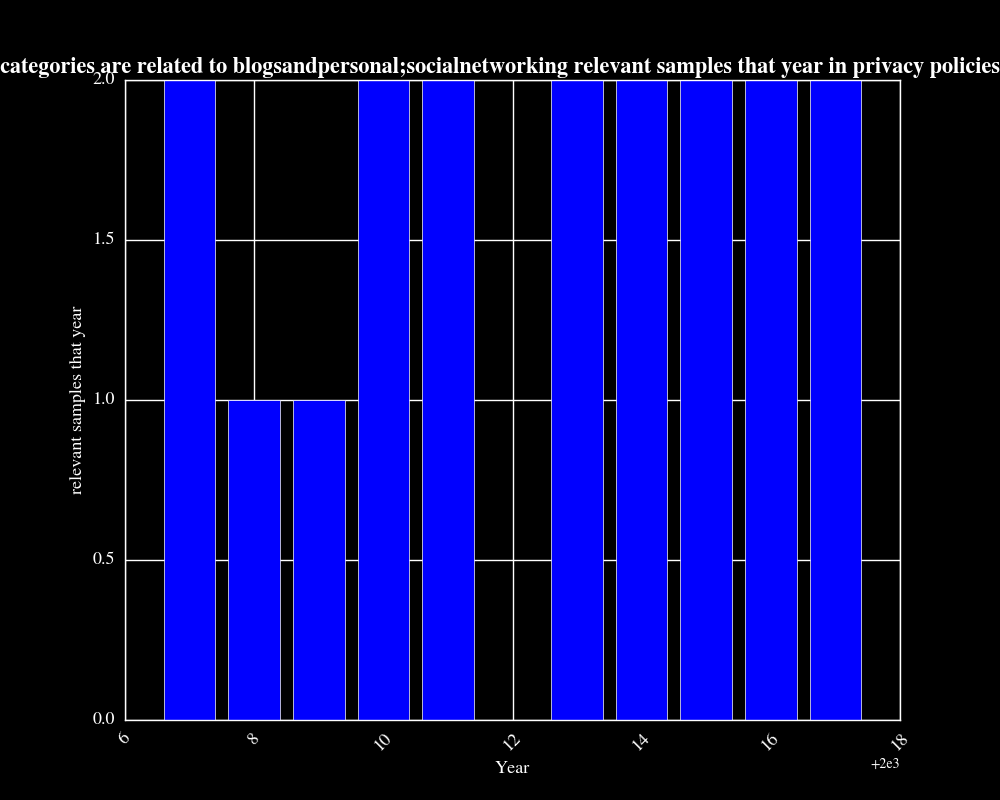 categories are related to blogsandpersonal;socialnetworking relevant samples that year in privacy policies
2.0
1.5
1.0
0.5
0.0
relevant samples that year
6 8 10 12 14 16 18
+2e3
Year